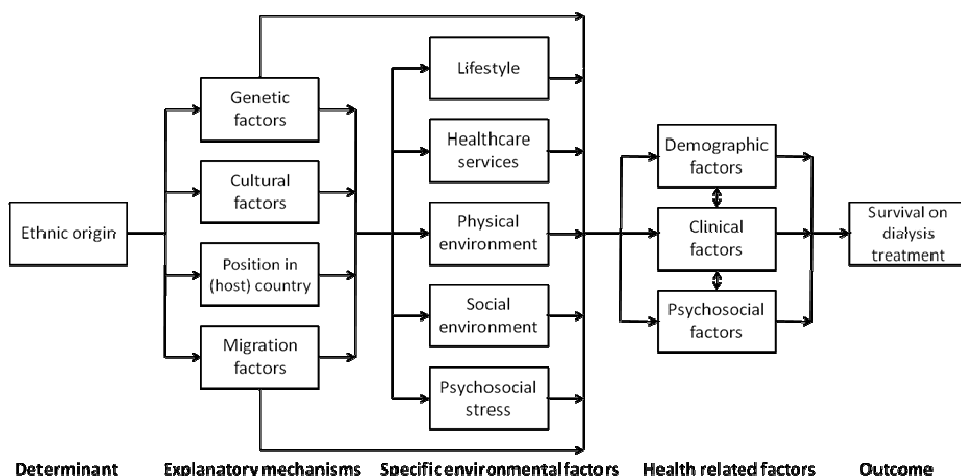 Ethnic origin
Genetic
factors
Cultural
factors
Position in
(host) country
Migration
factors
Lifestyle
Healthcare
services
Physical
environment
Social
environment
Psychosocial
stress
Demographic
factors
Clinical
factors
Psychosocial
factors
Survival on
dialysis
treatment
Determinant
Explanatory mechanisms
Specific environmental factors
Health related factors
Outcome